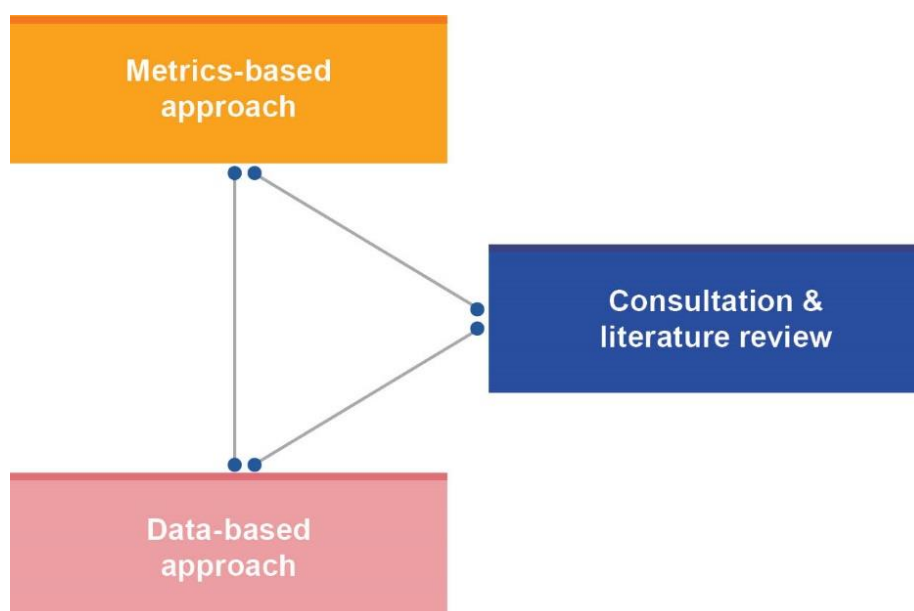 Metrics-based
approach
Consultation &
literature review
Data-based
approach